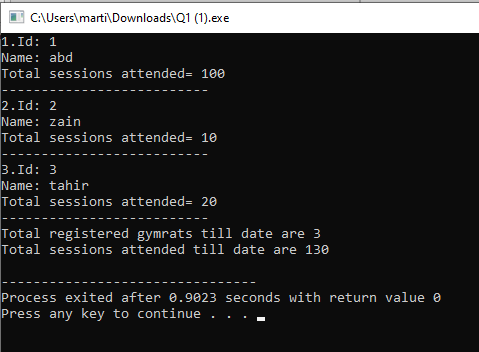 C:\Users\marti\Downloads\Q1 (1).exe
1.Id: 1
Name: abd
Total sessions attended= 100
--------------------------
2.Id: 2
Name: zain
Total sessions attended= 10
--------------------------
3.Id: 3
Name: tahir
Total sessions attended= 20
--------------------------
Total registered gymrats till date are 3
Total sessions attended till date are 130

--------------------------------
Process exited after 0.9023 seconds with return value 0
Press any key to continue . . .